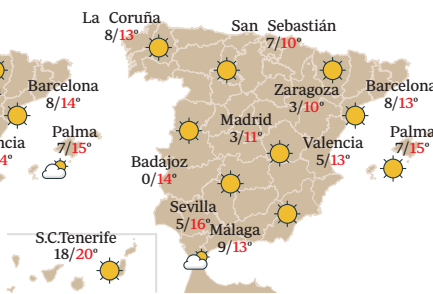 La Coruña
8/13°
San Sebastián
7/10°
Barcelona
8/14°
Zaragoza
3/10°
Barcelona
8/13°
Madrid
3/11°
Palma
7/15°
Valencia
5/13°
Palma
7/15°
ncia
4°
Badajoz
0/14°
Sevilla
5/16°
Málaga
9/13°
S.C.Tenerife
18/20°